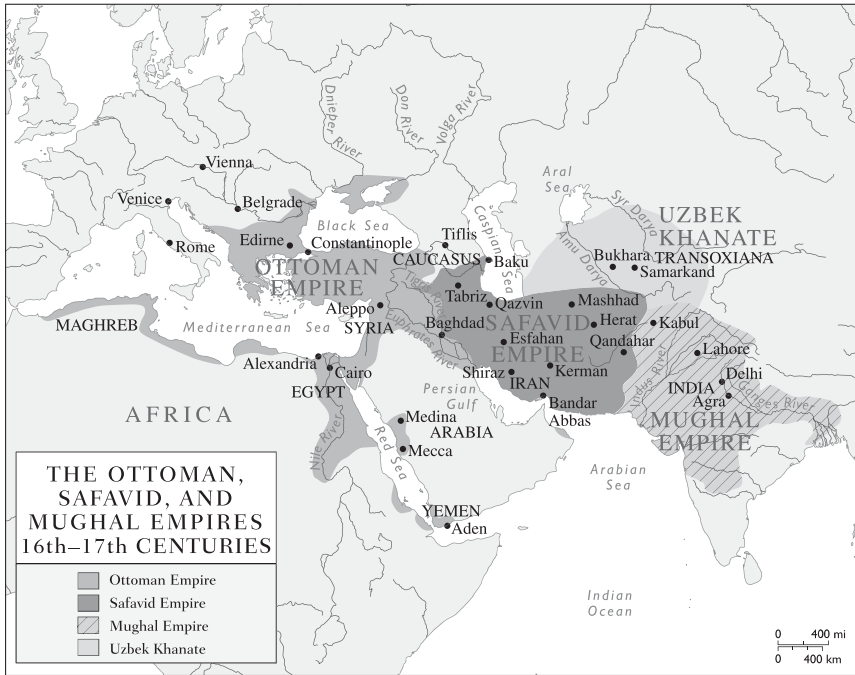 Dnieper River
Don River
Volga River
Vienna
Aral
Sea
Syr Darya
Venice
Belgrade
Caspian Sea
UZBEK
KHANATE
Black Sea
Tiflis
Rome
Edirne
Constantinople
CAUCASUS
Baku
Amu Darya
Bukhara
TRANSOXIANA
Samarkand
OTTOMAN
EMPIRE
Tigris River
Tabriz
Qazvin
Mashhad
Aleppo
MAGHREB
Mediterranean Sea
SYRIA
Euphrates River
Baghdad
SAFAVID
EMPIRE
Herat
Kabul
Esfahan
Qandahar
Lahore
Alexandria
Cairo
EGYPT
Shiraz
IRAN
Kerman
Indus River
Delhi
INDIA
Agra
Ganges River
Persian
Gulf
Bandar
Abbas
AFRICA
Medina
ARABIA
MUGHAL
EMPIRE
Nile River
Red Sea
Mecca
Arabian
Sea
YEMEN
Aden
THE OTTOMAN,
SAFAVID, AND
MUGHAL EMPIRES
16th–17th CENTURIES
Ottoman Empire
Safavid Empire
Mughal Empire
Uzbek Khanate
Indian
Ocean
0 400 mi
0 400 km